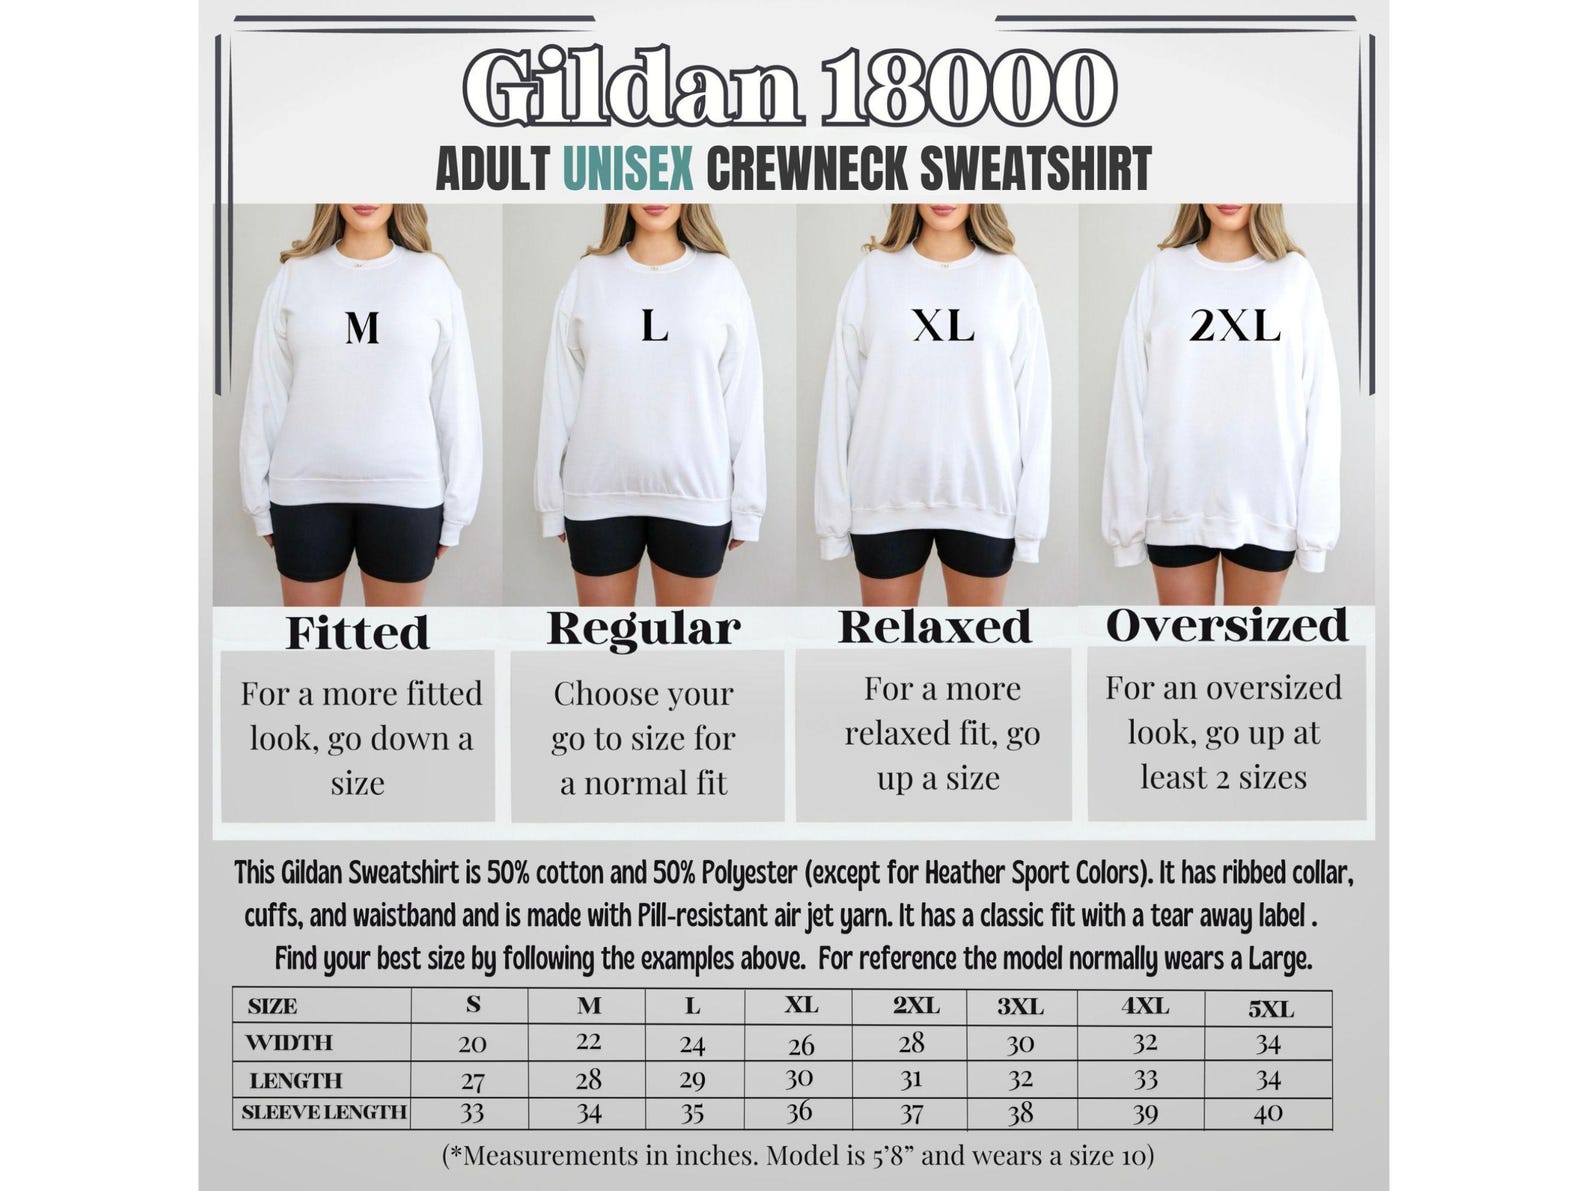 Gildan 18000
ADULT UNISEX CREWNECK SWEATSHIRT
M L XL 2XL
Fitted
For a more fitted
look, go down a
size
Regular
Choose your
go to size for
a normal fit
Relaxed
For a more
relaxed fit, go
up a size
Oversized
For an oversized
look, go up at
least 2 sizes
This Gildan Sweatshirt is 50% cotton and 50% Polyester (except for Heather Sport Colors). It has ribbed collar,
cuffs, and waistband and is made with Pill-resistant air jet yarn. It has a classic fit with a tear away label .
Find your best size by following the examples above. For reference the model normally wears a Large.
SIZE S M L XL 2XL 3XL 4XL 5XL
WIDTH 20 22 24 26 28 30 32 34
LENGTH 27 28 29 30 31 32 33 34
SLEEVE LENGTH 33 34 35 36 37 38 39 40
(*Measurements in inches. Model is 5'8” and wears a size 10)